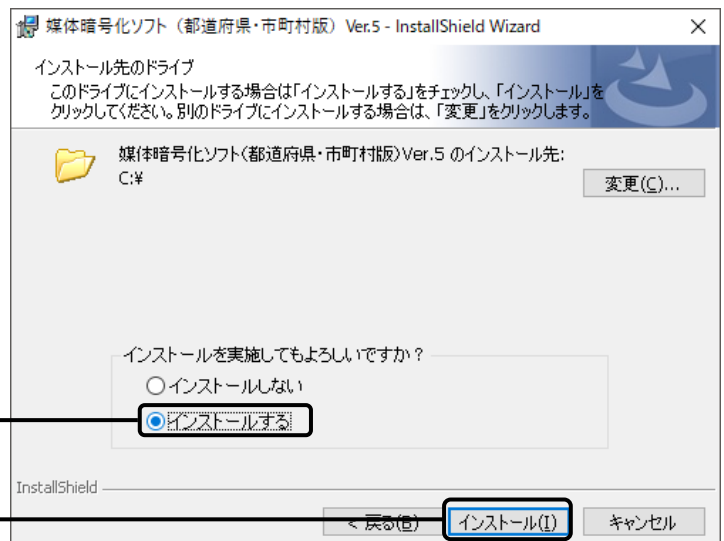 媒体暗号化ソフト（都道府県・市町村版）Ver.5 - InstallShield Wizard
インストール先のドライブ
このドライブにインストールする場合は「インストールする」をチェックし、「インストール」を
クリックしてください。別のドライブにインストールする場合は、「変更」をクリックします。
媒体暗号化ソフト(都道府県・市町村版)Ver.5 のインストール先:
C:¥
変更(C)...
インストールを実施してもよろしいですか？
インストールしない
インストールする
InstallShield
< 戻る(B)
インストール(I)
キャンセル